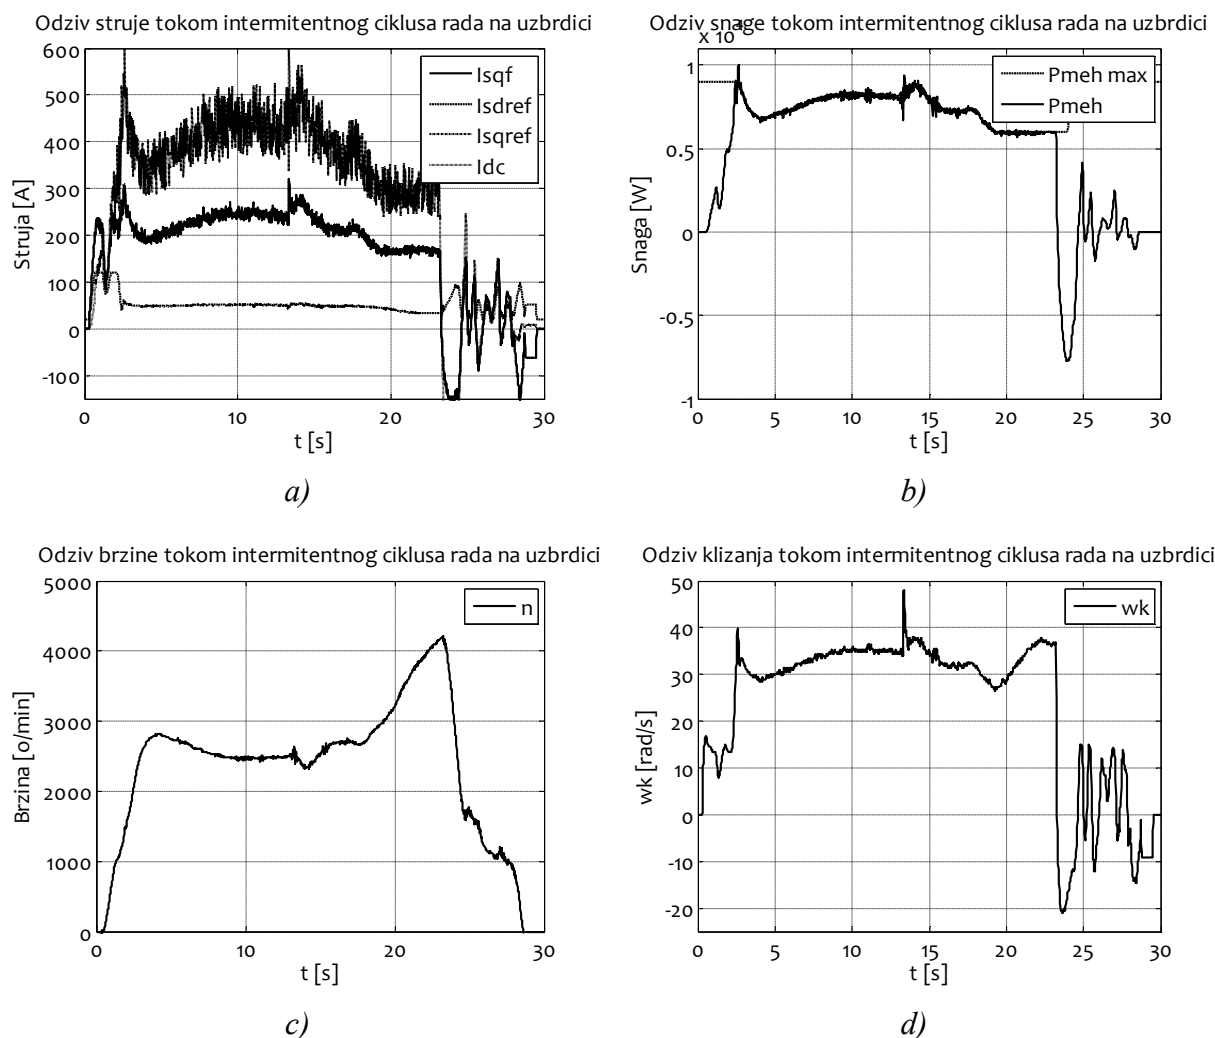 Odziv struje tokom intermitentnog ciklusa rada na uzbrdici
600
500
400
300
200
100
0
-100
0
10
20
30
Struja [A]
t [s]
Isqf
Isdref
Isqref
Idc
a)
Odziv snage tokom intermitentnog ciklusa rada na uzbrdici
x 10
1
0.5
0
-0.5
-1
0
5
10
15
20
25
30
Snaga [W]
t [s]
Pmeh max
Pmeh
b)
Odziv brzine tokom intermitentnog ciklusa rada na uzbrdici
5000
4000
3000
2000
1000
0
0
10
20
30
Brzina [o/min]
t [s]
n
c)
Odziv klizanja tokom intermitentnog ciklusa rada na uzbrdici
50
40
30
20
10
0
-10
-20
0
5
10
15
20
25
30
wk [rad/s]
t [s]
wk
d)